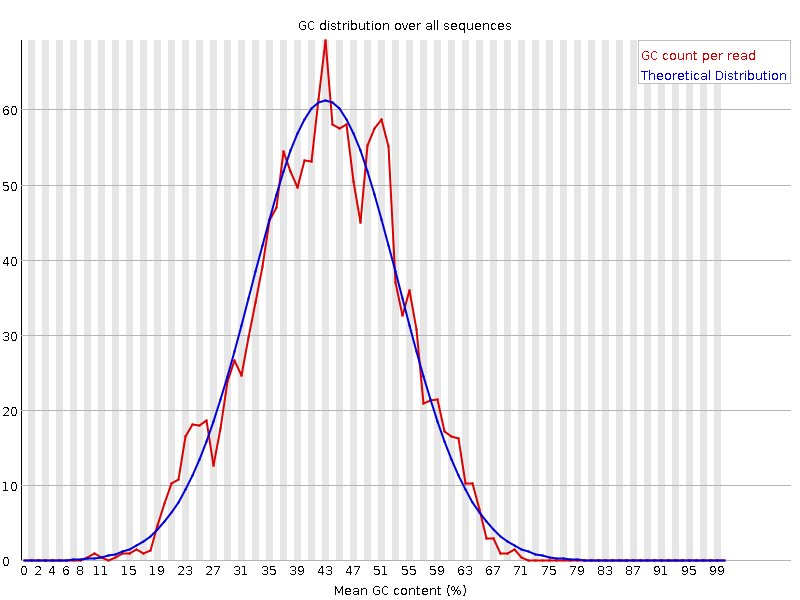 GC distribution over all sequences
GC count per read
Theoretical Distribution
60
50
40
30
20
10
0
0 2 4 6 8 11 15 19 23 27 31 35 39 43 47 51 55 59 63 67 71 75 79 83 87 91 95 99
Mean GC content (%)